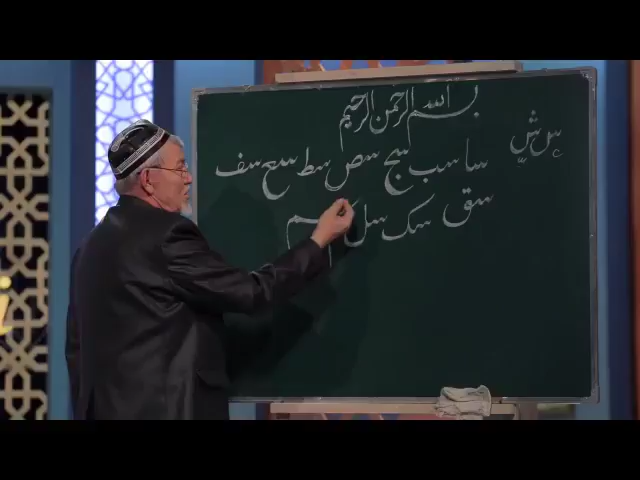 بسم الله الرحمن الرحيم
سا سب سج سص سط سع سف
سق سک سل